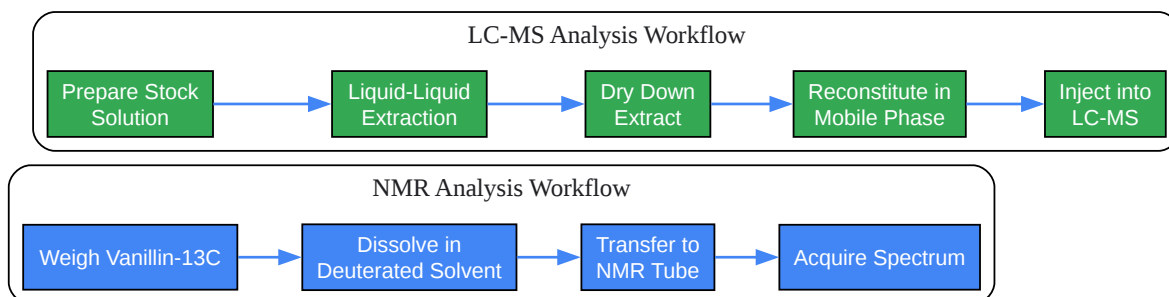 LC-MS Analysis Workflow
Prepare Stock
Solution
Liquid-Liquid
Extraction
Dry Down
Extract
Reconstitute in
Mobile Phase
Inject into
LC-MS
NMR Analysis Workflow
Weigh Vanillin-13C
Dissolve in
Deuterated Solvent
Transfer to
NMR Tube
Acquire Spectrum